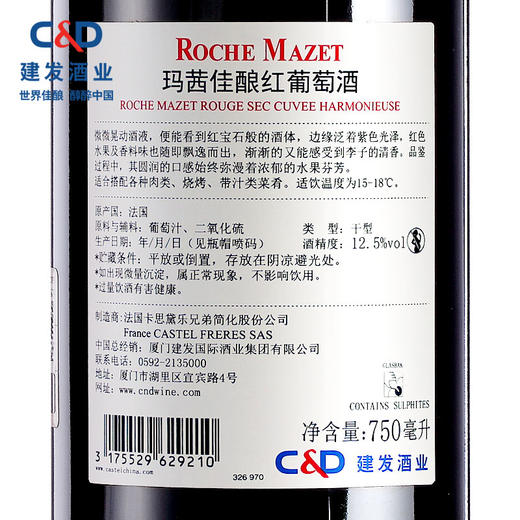 C&D
建发酒业
世界佳酿 醇醉中国
ROCHE MAZET
玛茜佳酿红葡萄酒
ROCHE MAZET ROUGE SEC CUVEE HARMONIEUSE
微微晃动酒液，便能看到红宝石般的酒体，边缘泛着紫色光泽，红色
水果及香料味也随即飘逸而出，渐渐的又能感受到李子的清香。品鉴
过程中，其圆润的口感始终弥漫着浓郁的水果芬芳。
适合搭配各种肉类、烧烤、带汁类菜肴。适饮温度为15-18℃。
原产国：法国
原料与辅料：葡萄汁、二氧化硫 类 型：干型
生产日期：年/月/日（见瓶帽喷码） 酒精度：12.5%vol
*贮藏条件：平放或倒置，存放在阴凉避光处。
*如出现微量沉淀，属正常现象，不影响饮用。
*过量饮酒有害健康。
制造商：法国卡思黛乐兄弟简化股份公司
France CASTEL FRERES SAS
中国总经销：厦门建发国际酒业集团有限公司
联系电话：0592-2135000
地址：厦门市湖里区宜宾路4号
网址：www.cndwine.com
CONTAINS SULPHITES
净含量:750毫升
3 175529 629210
www.castelchina.com
326 970
C&D 建发酒业